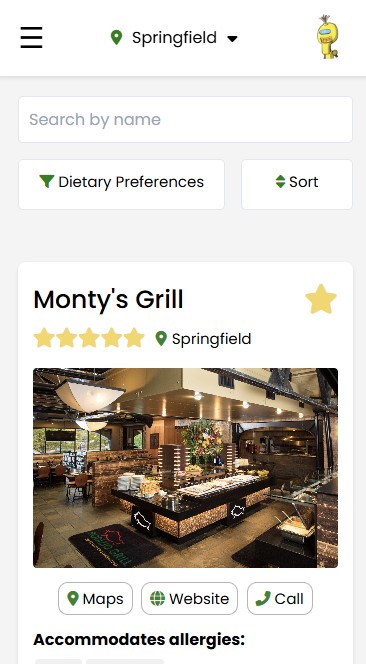 Springfield
Search by name
Dietary Preferences
Sort
Monty's Grill
Springfield
Maps
Website
Call
Accommodates allergies: